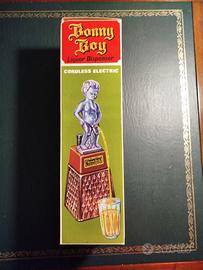 Bonny
Boy
Liquor Dispenser
CORDLESS ELECTRIC